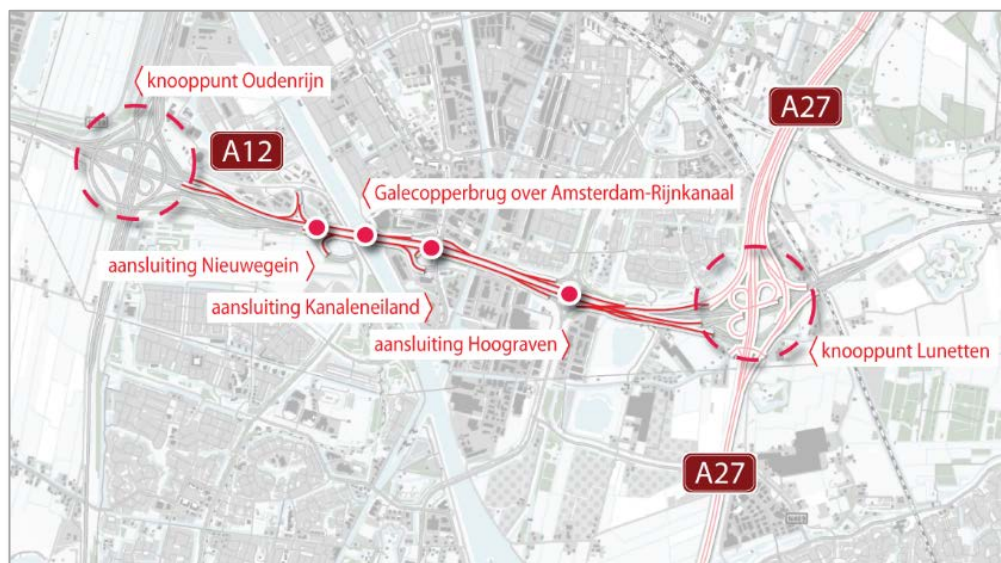 knooppunt Oudenrijn
A27
A12
Galecopperbrug over Amsterdam-Rijnkanaal
aansluiting Nieuwegein
aansluiting Kanaleneiland
aansluiting Hoograven
knooppunt Lunetten
A27